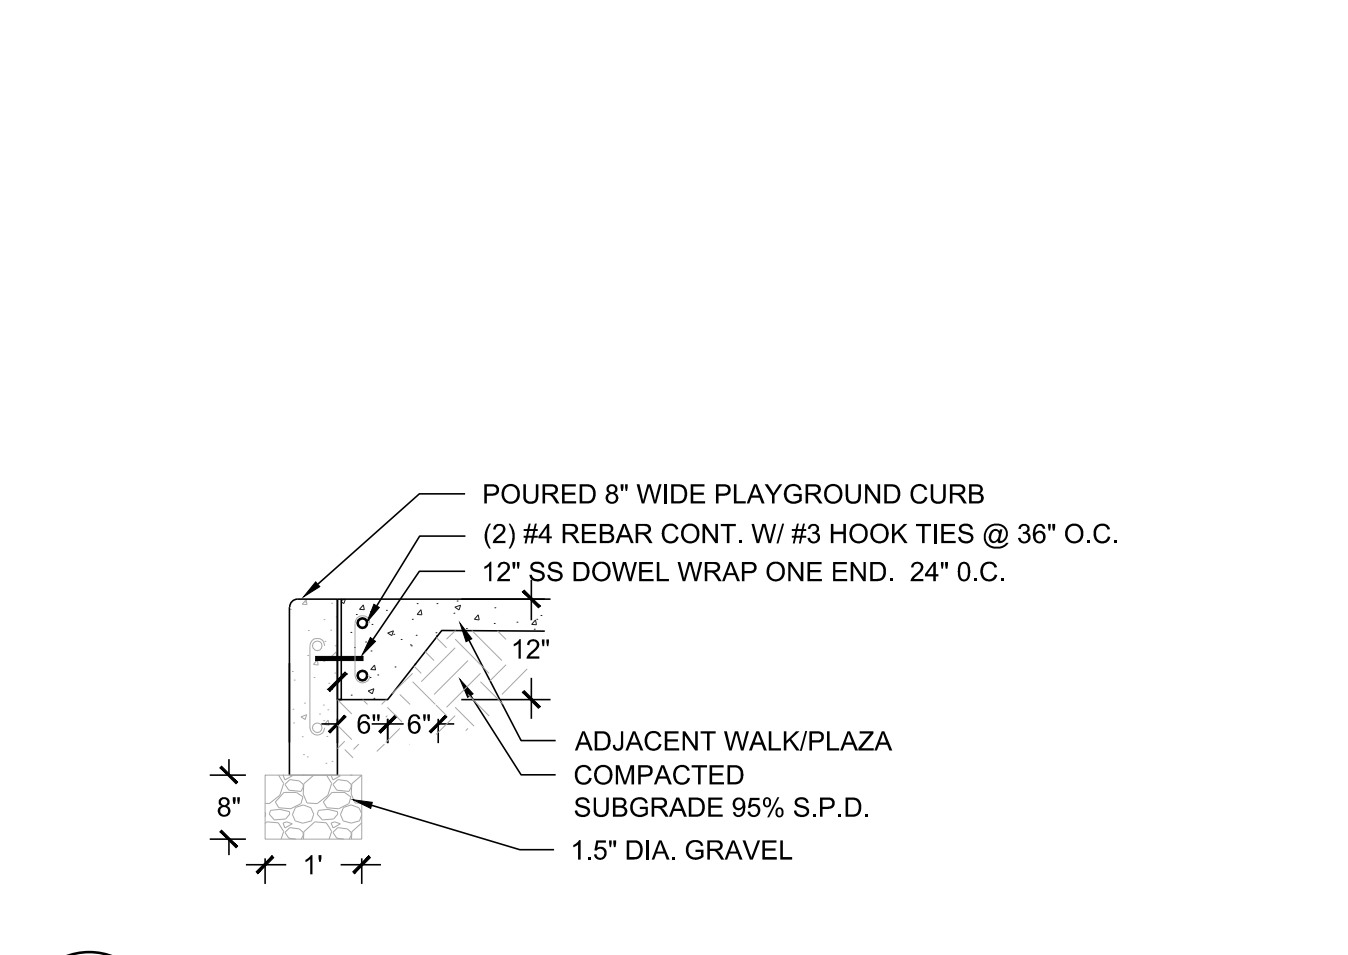 POURED 8" WIDE PLAYGROUND CURB
(2) #4 REBAR CONT. W/ #3 HOOK TIES @ 36" O.C.
12" SS DOWEL WRAP ONE END.  24" 0.C.
12"
6" 6"
ADJACENT WALK/PLAZA
COMPACTED
SUBGRADE 95% S.P.D.
8"
1.5" DIA. GRAVEL
1'